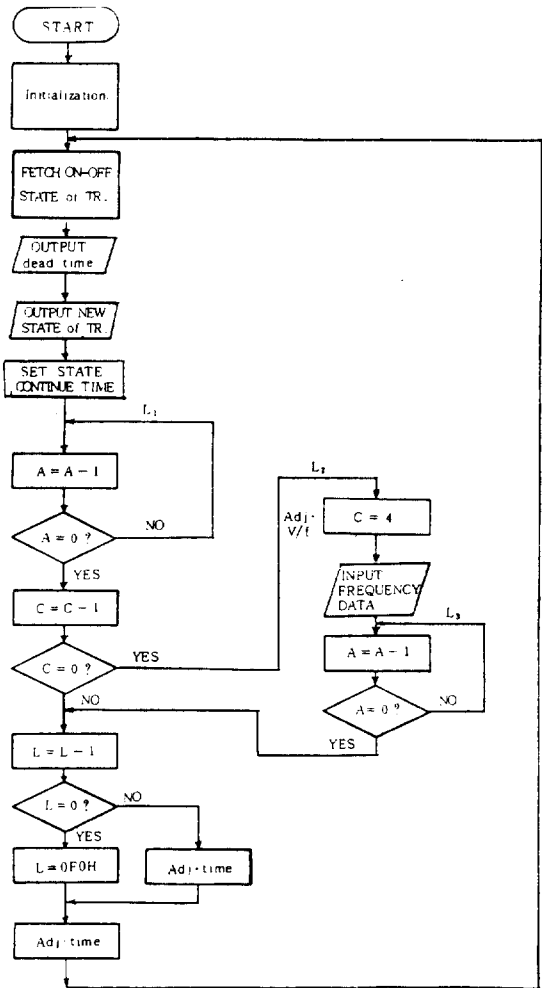 START
Initialization
FETCH ON-OFF
STATE of TR.
OUTPUT
dead time
OUTPUT NEW
STATE of TR.
SET STATE
CONTINUE TIME
L₁
A = A - 1
A = 0 ?
NO
YES
C = C - 1
C = 0 ?
YES
NO
L₂
Adj.
V/f
C = 4
INPUT
FREQUENCY
DATA
L₃
A = A - 1
A = 0 ?
NO
YES
L = L - 1
L = 0 ?
NO
YES
L = 0F0H
Adj·time
Adj·time